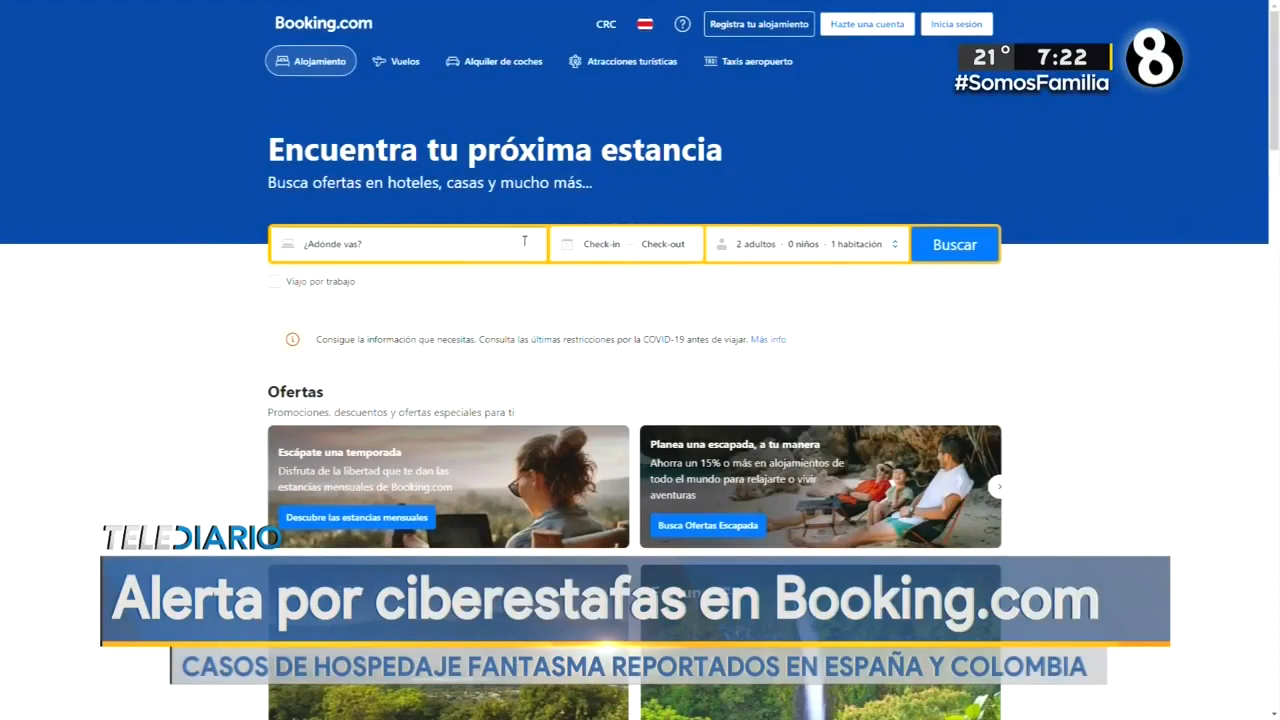 Booking.com
CRC
Registra tu alojamiento
Hazte una cuenta
Inicia sesión
Alojamiento
Vuelos
Alquiler de coches
Atracciones turísticas
TAXI
Taxis aeropuerto
21° 7:22
8
#SomosFamilia
Encuentra tu próxima estancia
Busca ofertas en hoteles, casas y mucho más...
¿Adónde vas?
Check-in — Check-out
2 adultos · 0 niños · 1 habitación
Buscar
Viajo por trabajo
Consigue la información que necesitas. Consulta las últimas restricciones por la COVID-19 antes de viajar. Más info
Ofertas
Promociones, descuentos y ofertas especiales para ti
Escápate una temporada
Disfruta de la libertad que te dan las
estancias mensuales de Booking.com
Descubre las estancias mensuales
Planea una escapada, a tu manera
Ahorra un 15% o más en alojamientos de
todo el mundo para relajarte o vivir
aventuras
Busca Ofertas Escapada
TELEDIARIO
Alerta por ciberestafas en Booking.com
CASOS DE HOSPEDAJE FANTASMA REPORTADOS EN ESPAÑA Y COLOMBIA